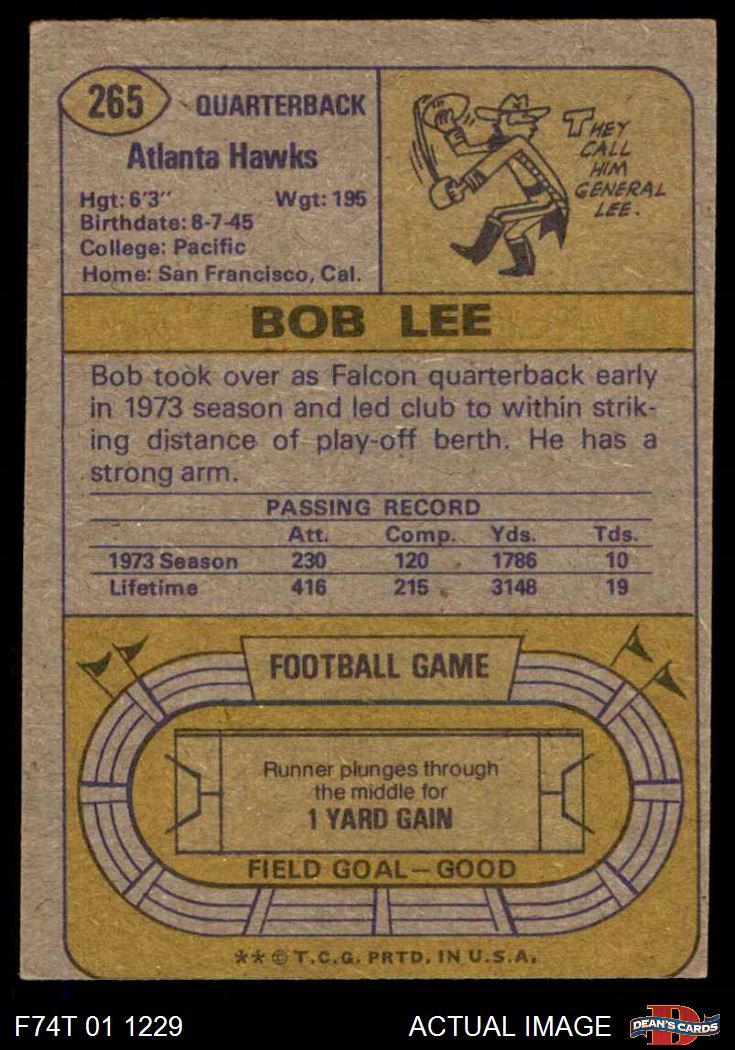 265 QUARTERBACK
Atlanta Hawks
Hgt: 6'3" Wgt: 195
Birthdate: 8-7-45
College: Pacific
Home: San Francisco, Cal.
THEY
CALL
HIM
GENERAL
LEE.
BOB LEE
Bob took over as Falcon quarterback early
in 1973 season and led club to within strik-
ing distance of play-off berth. He has a
strong arm.
PASSING RECORD
Att. Comp. Yds. Tds.
1973 Season 230 120 1786 10
Lifetime 416 215 3148 19
FOOTBALL GAME
Runner plunges through
the middle for
1 YARD GAIN
FIELD GOAL—GOOD
** © T.C.G. PRTD. IN U.S.A.
F74T 01 1229 ACTUAL IMAGE DEAN'S CARDS